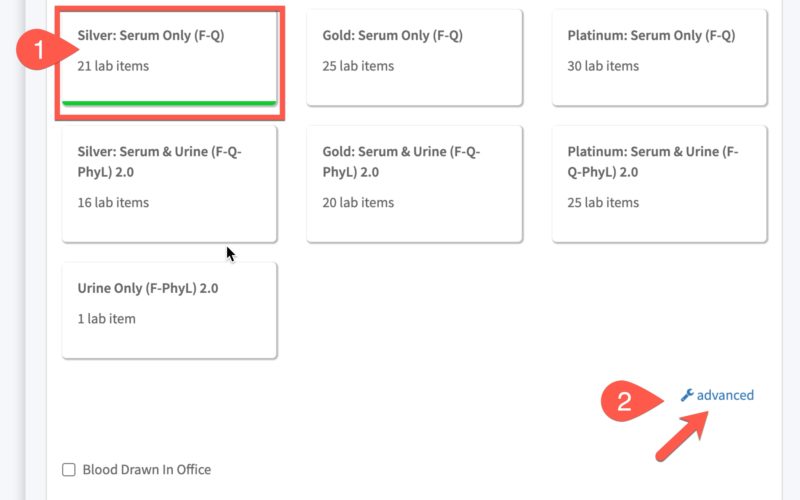 1
Silver: Serum Only (F-Q)
21 lab items
Gold: Serum Only (F-Q)
25 lab items
Platinum: Serum Only (F-Q)
30 lab items
Silver: Serum & Urine (F-Q-
PhyL) 2.0
16 lab items
Gold: Serum & Urine (F-Q-
PhyL) 2.0
20 lab items
Platinum: Serum & Urine (F-
Q-PhyL) 2.0
25 lab items
Urine Only (F-PhyL) 2.0
1 lab item
2
advanced
Blood Drawn In Office